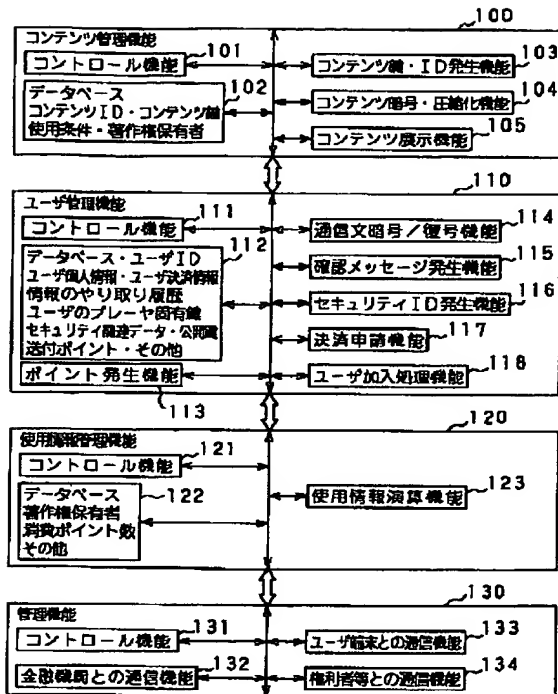 100
コンテンツ管理機能
101
コントロール機能
102
データベース
コンテンツID・コンテンツ鍵
使用条件・著作権保有者
103
コンテンツ鍵・ID発生機能
104
コンテンツ暗号・圧縮化機能
105
コンテンツ展示機能
110
ユーザ管理機能
111
コントロール機能
112
データベース・ユーザID
ユーザ個人情報・ユーザ決済情報
情報のやり取り履歴
ユーザのプレーヤ固有鍵
セキュリティ関連データ・公開鍵
送付ポイント・その他
ポイント発生機能
113
114
通信文暗号/復号機能
115
確認メッセージ発生機能
116
セキュリティID発生機能
117
決済申請機能
118
ユーザ加入処理機能
120
使用情報管理機能
121
コントロール機能
122
データベース
著作権保有者
消費ポイント数
その他
123
使用情報演算機能
130
管理機能
131
コントロール機能
132
金融機関との通信機能
133
ユーザ端末との通信機能
134
権利者等との通信機能